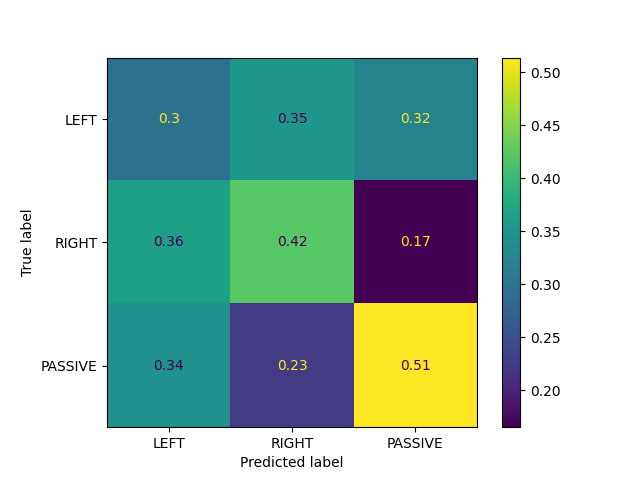 LEFT 0.3 0.35 0.32
RIGHT 0.36 0.42 0.17
PASSIVE 0.34 0.23 0.51
LEFT RIGHT PASSIVE
Predicted label
True label
0.50
0.45
0.40
0.35
0.30
0.25
0.20